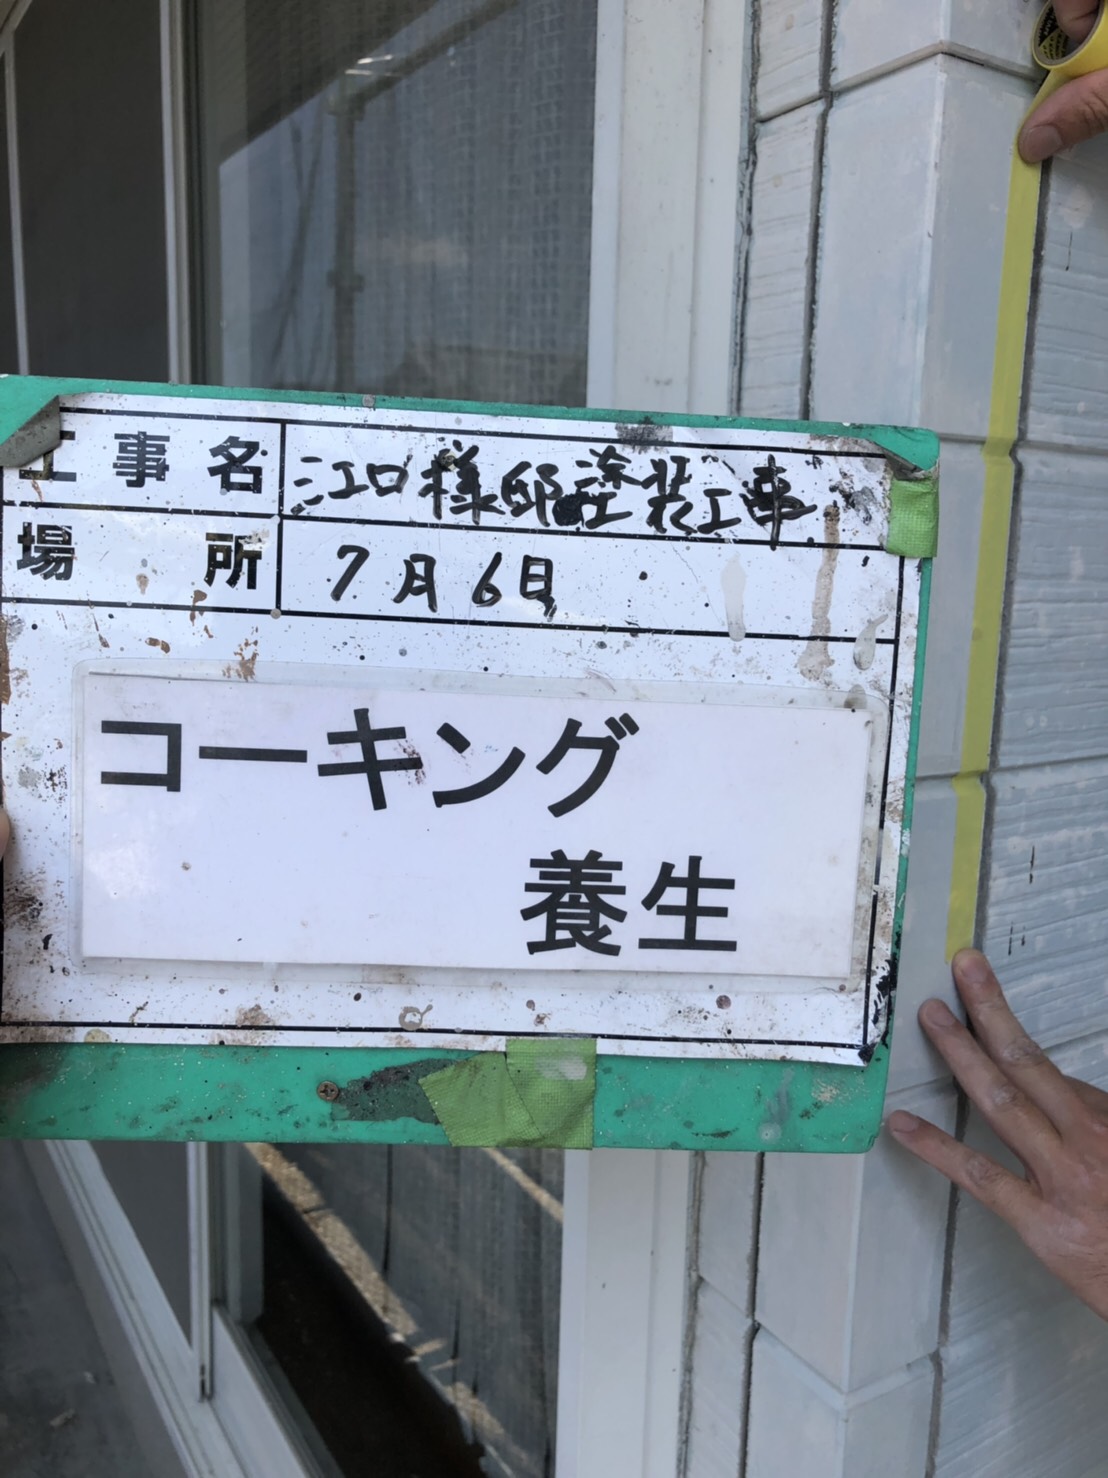 工事名 江口様邸塗装工事
場所 7月6日
コーキング
養生